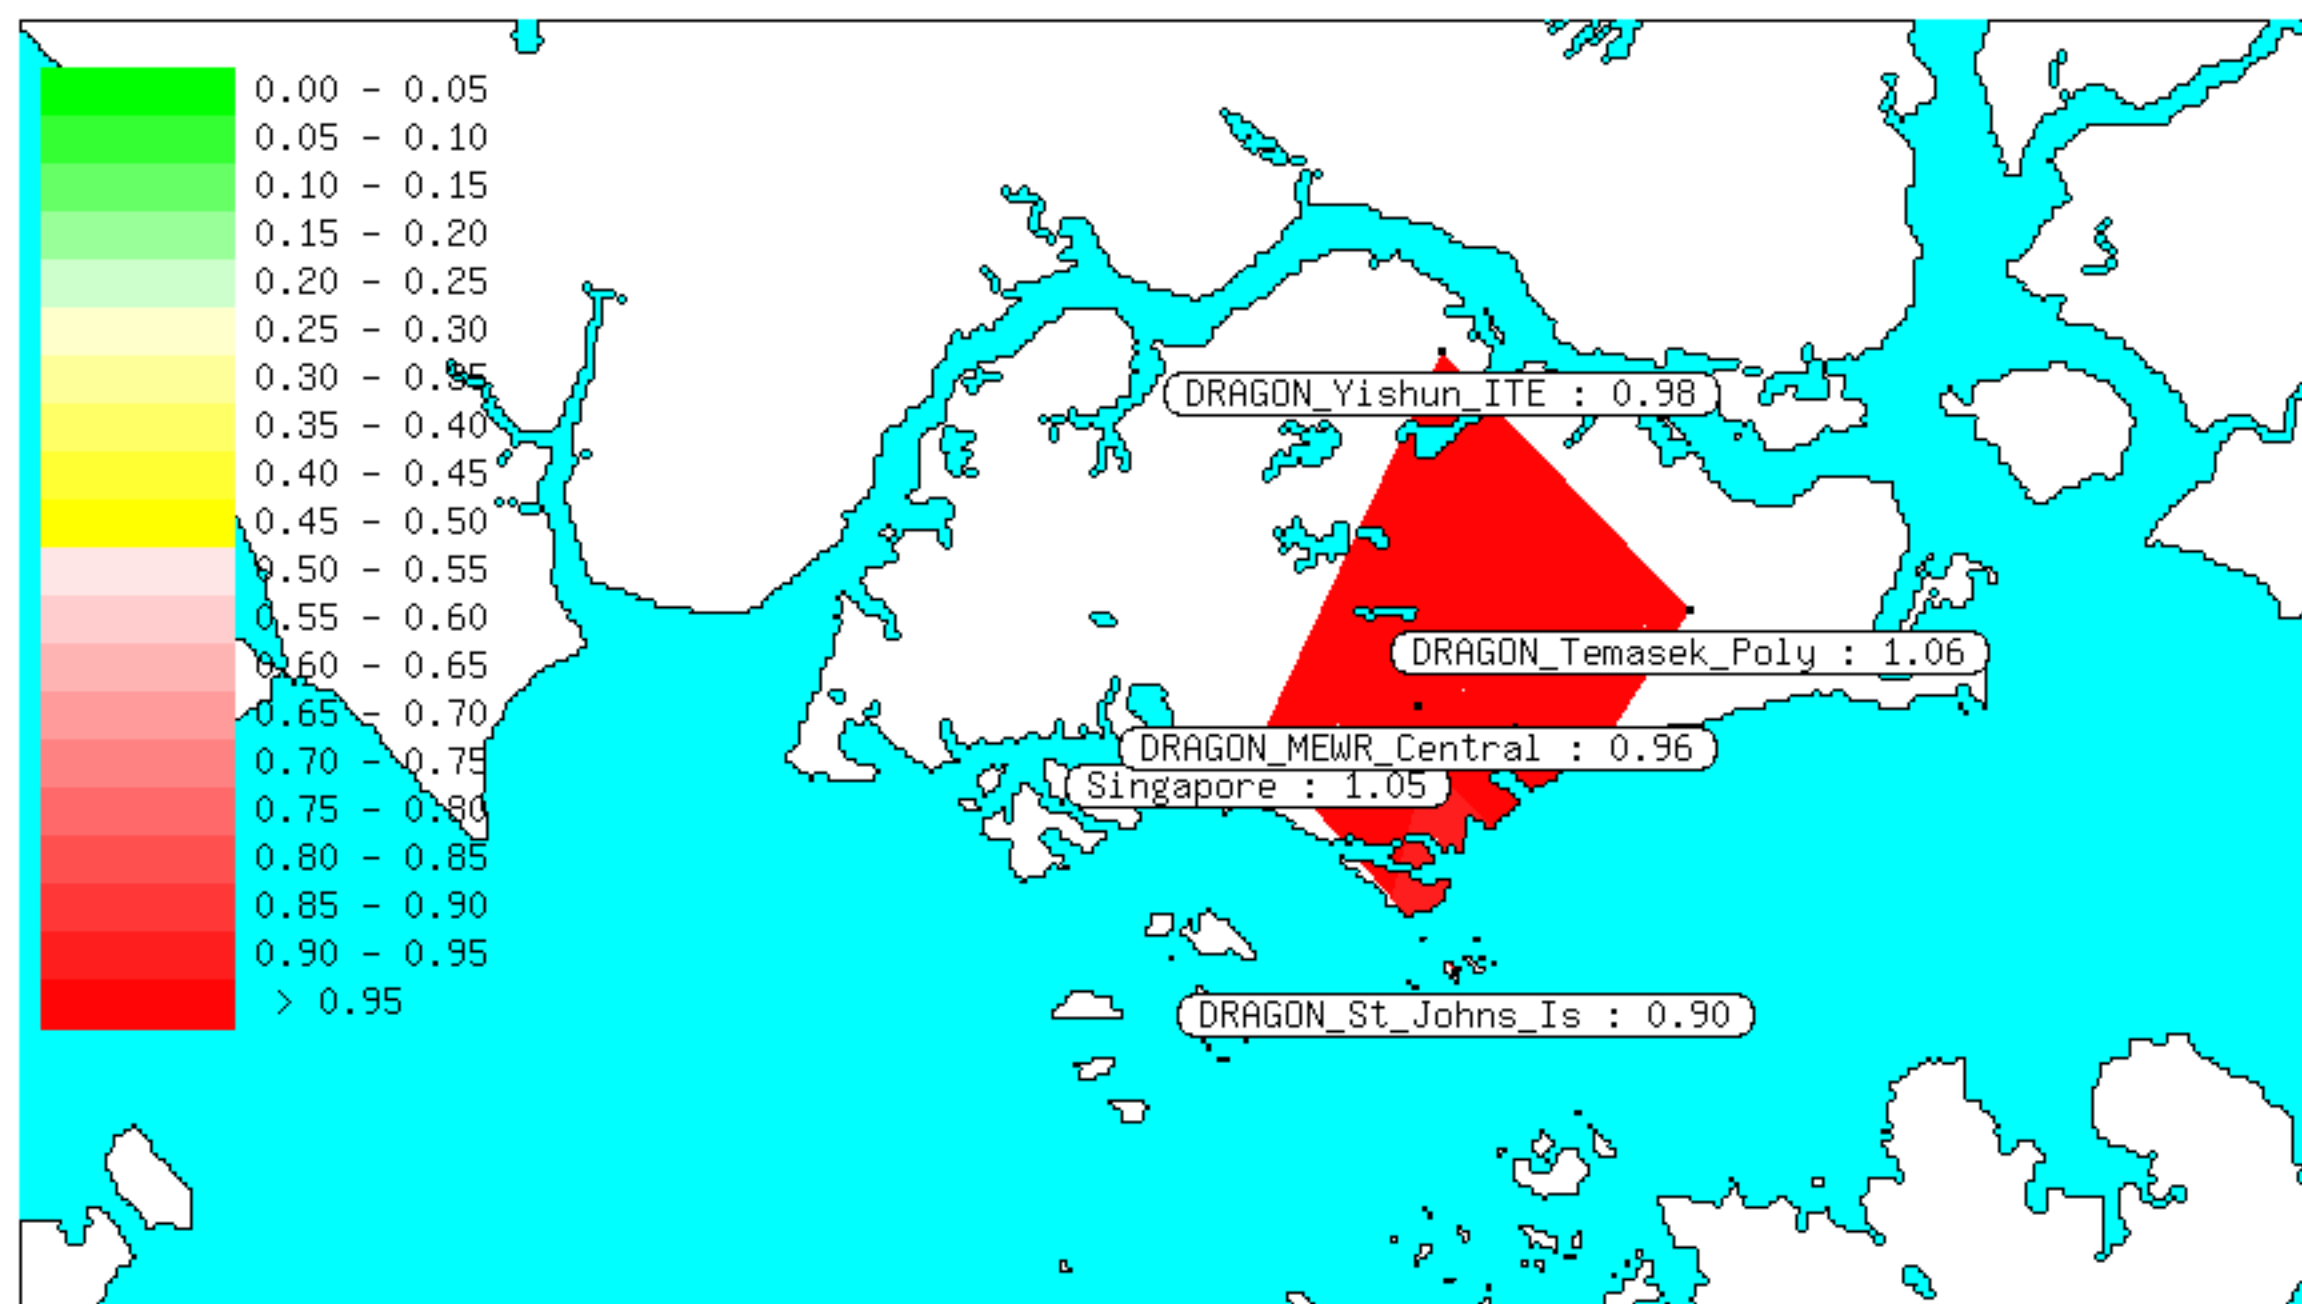 0.00 - 0.05
0.05 - 0.10
0.10 - 0.15
0.15 - 0.20
0.20 - 0.25
0.25 - 0.30
0.30 - 0.35
0.35 - 0.40
0.40 - 0.45
0.45 - 0.50
0.50 - 0.55
0.55 - 0.60
0.60 - 0.65
0.65 - 0.70
0.70 - 0.75
0.75 - 0.80
0.80 - 0.85
0.85 - 0.90
0.90 - 0.95
> 0.95
DRAGON_Yishun_ITE : 0.98
DRAGON_Temasek_Poly : 1.06
DRAGON_MEWR_Central : 0.96
Singapore : 1.05
DRAGON_St_Johns_Is : 0.90